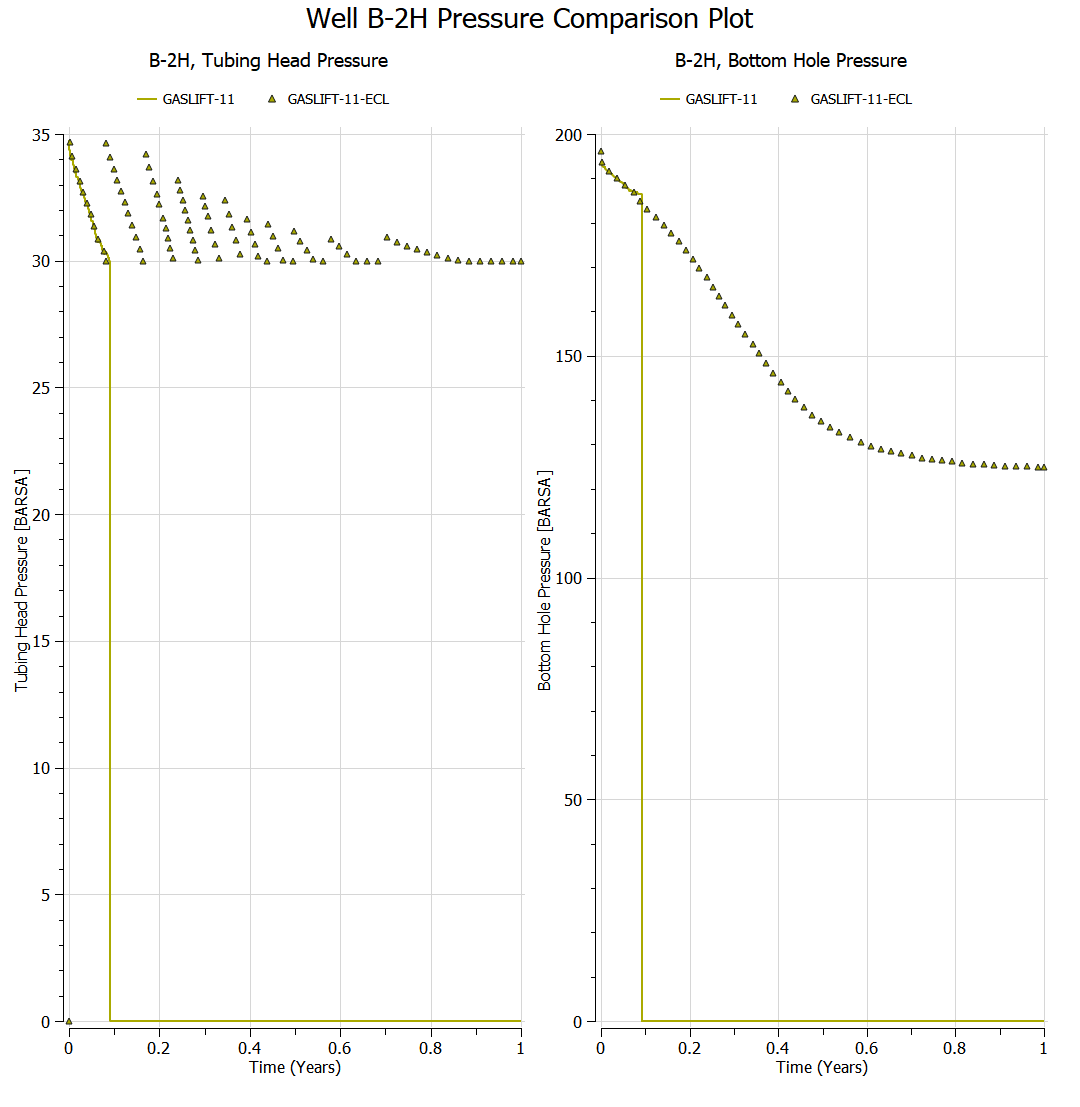 Well B-2H Pressure Comparison Plot
B-2H, Tubing Head Pressure
GASLIFT-11 GASLIFT-11-ECL
Tubing Head Pressure [BARSA]
35
30
25
20
15
10
5
0
0 0.2 0.4 0.6 0.8 1
Time (Years)
B-2H, Bottom Hole Pressure
GASLIFT-11 GASLIFT-11-ECL
Bottom Hole Pressure [BARSA]
200
150
100
50
0
0 0.2 0.4 0.6 0.8 1
Time (Years)